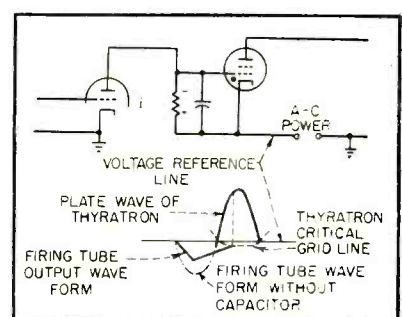 A-C
POWER
VOLTAGE REFERENCE
LINE
PLATE WAVE OF
THYRATRON
THYRATRON
CRITICAL
GRID LINE
FIRING TUBE
OUTPUT WAVE
FORM
FIRING TUBE WAVE
FORM WITHOUT
CAPACITOR